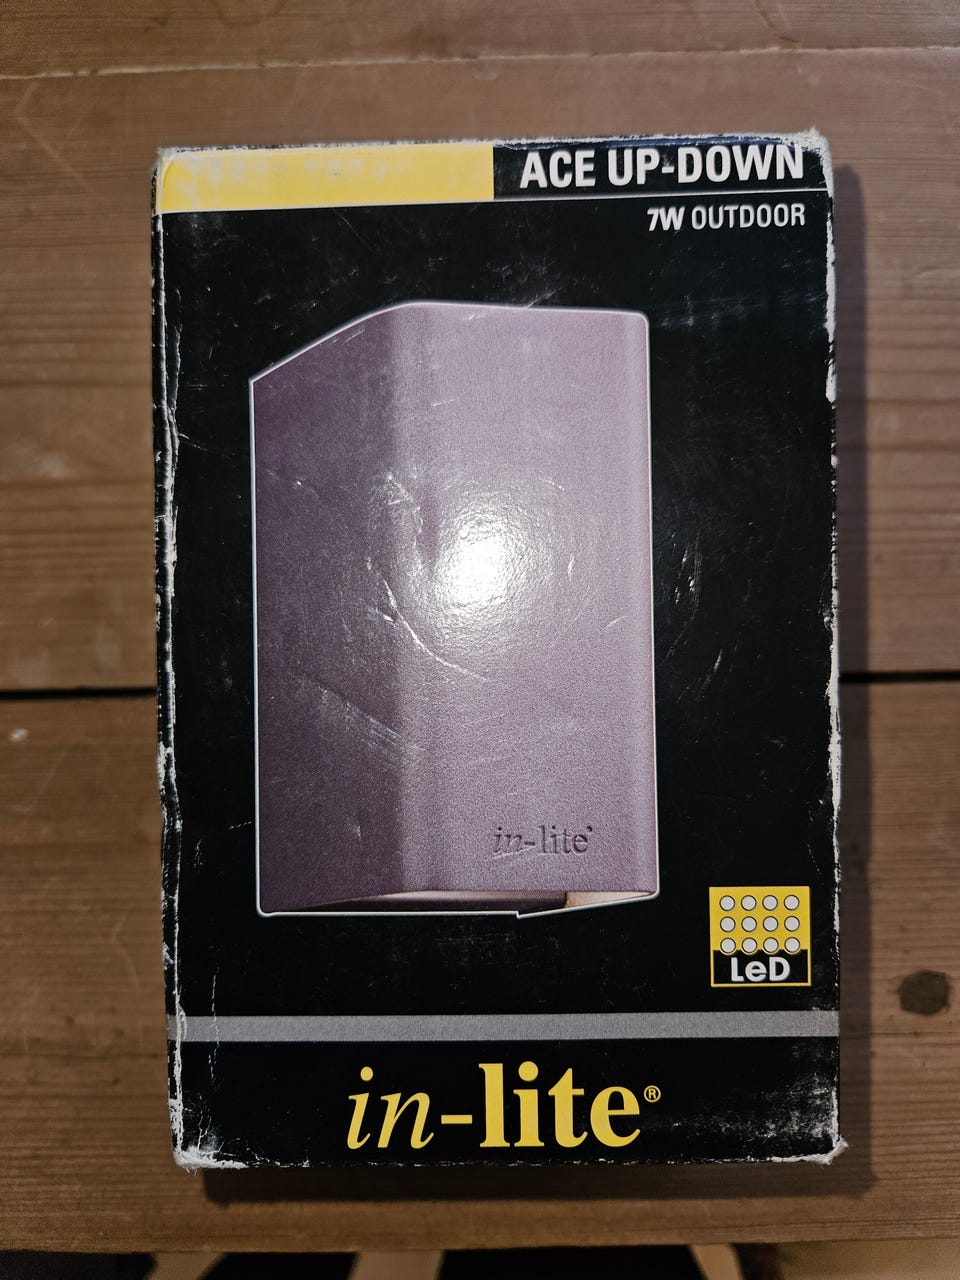 ACE UP-DOWN
7W OUTDOOR
in-lite®
LeD
in-lite®